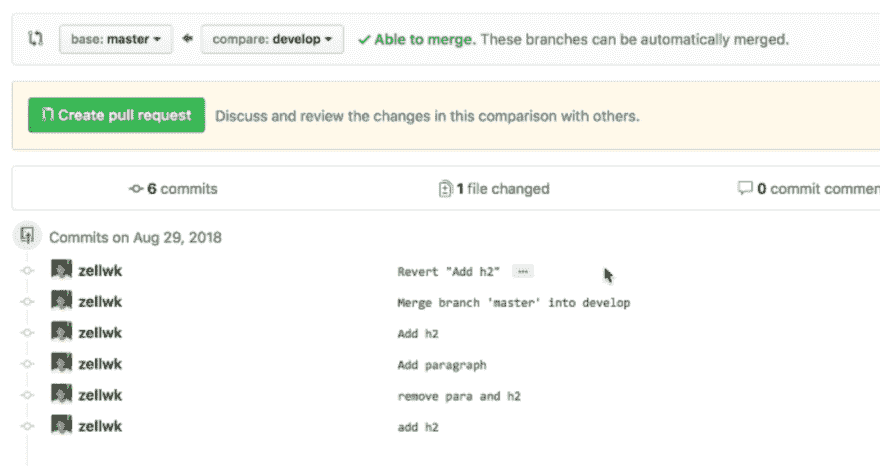 base: master compare: develop Able to merge. These branches can be automatically merged.
Create pull request Discuss and review the changes in this comparison with others.
6 commits 1 file changed 0 commit commen
Commits on Aug 29, 2018
zellwk Revert "Add h2" ...
zellwk Merge branch 'master' into develop
zellwk Add h2
zellwk Add paragraph
zellwk remove para and h2
zellwk add h2